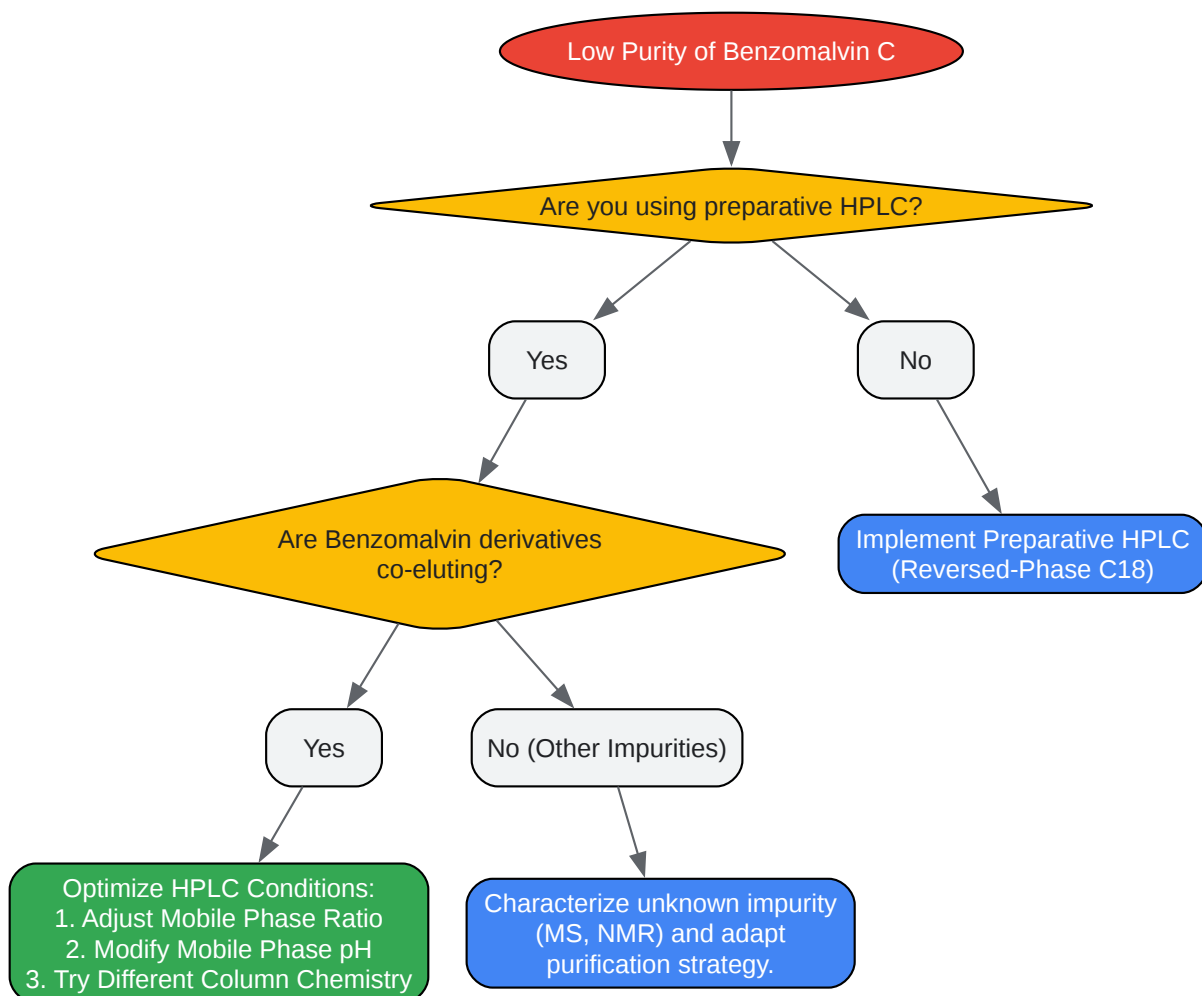 Low Purity of Benzomalvin C
Are you using preparative HPLC?
Yes
No
Are Benzomalvin derivatives
co-eluting?
Implement Preparative HPLC
(Reversed-Phase C18)
Yes
No (Other Impurities)
Optimize HPLC Conditions:
1. Adjust Mobile Phase Ratio
2. Modify Mobile Phase pH
3. Try Different Column Chemistry
Characterize unknown impurity
(MS, NMR) and adapt
purification strategy.